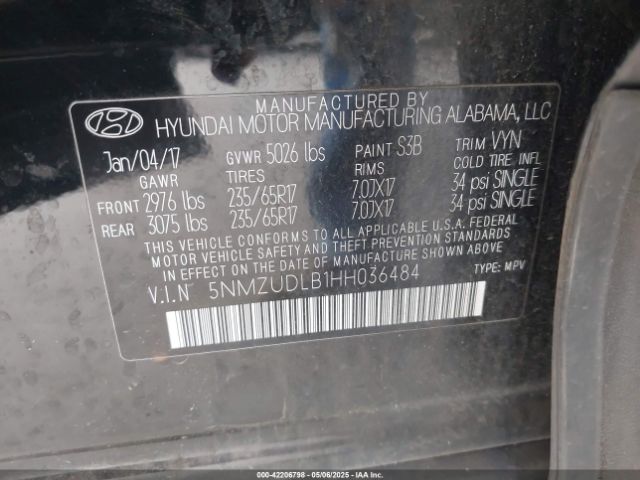 MANUFACTURED BY
HYUNDAI MOTOR MANUFACTURING ALABAMA, LLC
Jan/04/17 GVWR 5026 lbs PAINT S3B TRIM VYN
GAWR TIRES RIMS COLD TIRE INFL
FRONT 2976 lbs 235/65R17 7.0JX17 34 psi SINGLE
REAR 3075 lbs 235/65R17 7.0JX17 34 psi SINGLE
THIS VEHICLE CONFORMS TO ALL APPLICABLE U.S.A. FEDERAL
MOTOR VEHICLE SAFETY AND THEFT PREVENTION STANDARDS
IN EFFECT ON THE DATE OF MANUFACTURE SHOWN ABOVE.
V.I.N 5NMZUDLB1HH036484 TYPE: MPV
000-42206798 - 05/06/2025 - IAAI.COM